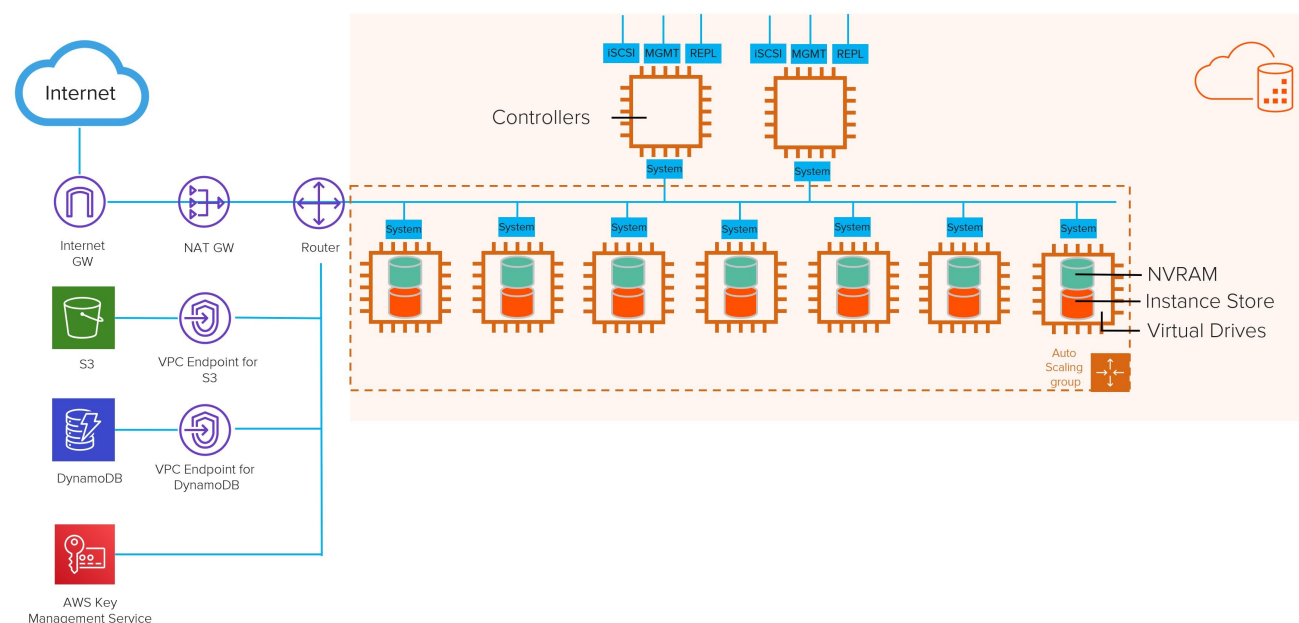 iSCSI MGMT REPL iSCSI MGMT REPL
Internet
Controllers
System System
System System System System System System System
Internet
GW
NAT GW
Router
NVRAM
Instance Store
Virtual Drives
S3
VPC Endpoint for
S3
Auto
Scaling
group
DynamoDB
VPC Endpoint for
DynamoDB
AWS Key
Management Service